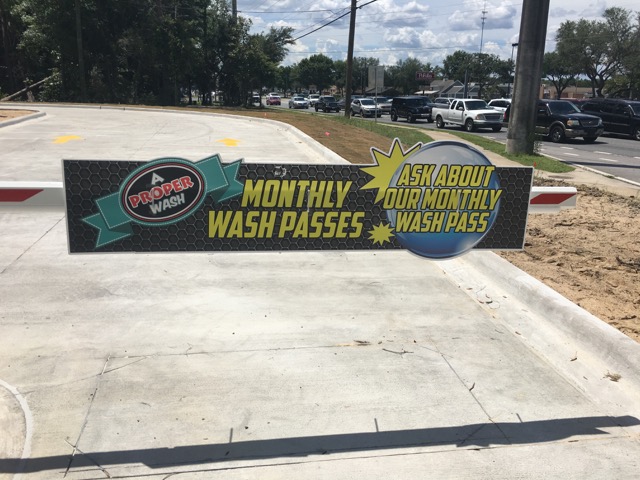 A
PROPER
WASH
MONTHLY
WASH PASSES
ASK ABOUT
OUR MONTHLY
WASH PASS